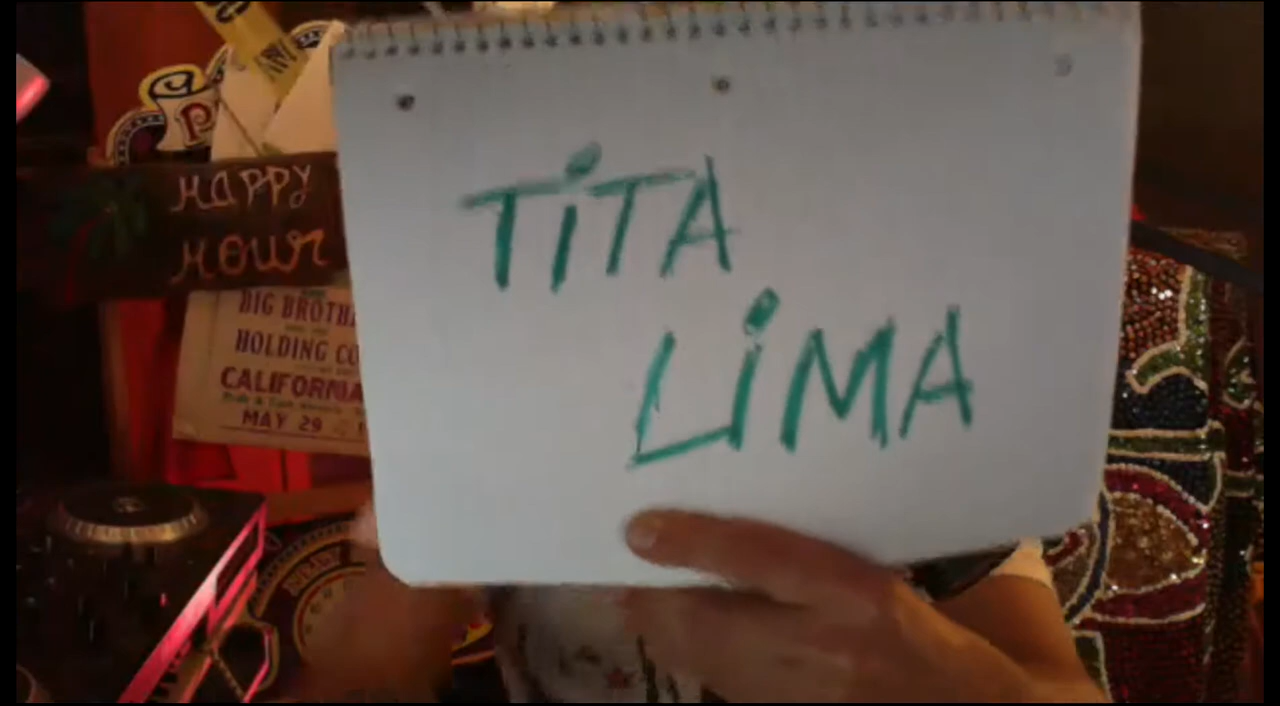 TiTA
LiMA
HAPPY
HOUR
BIG BROTH
HOLDING CO
CALIFORNIA
MAY 29